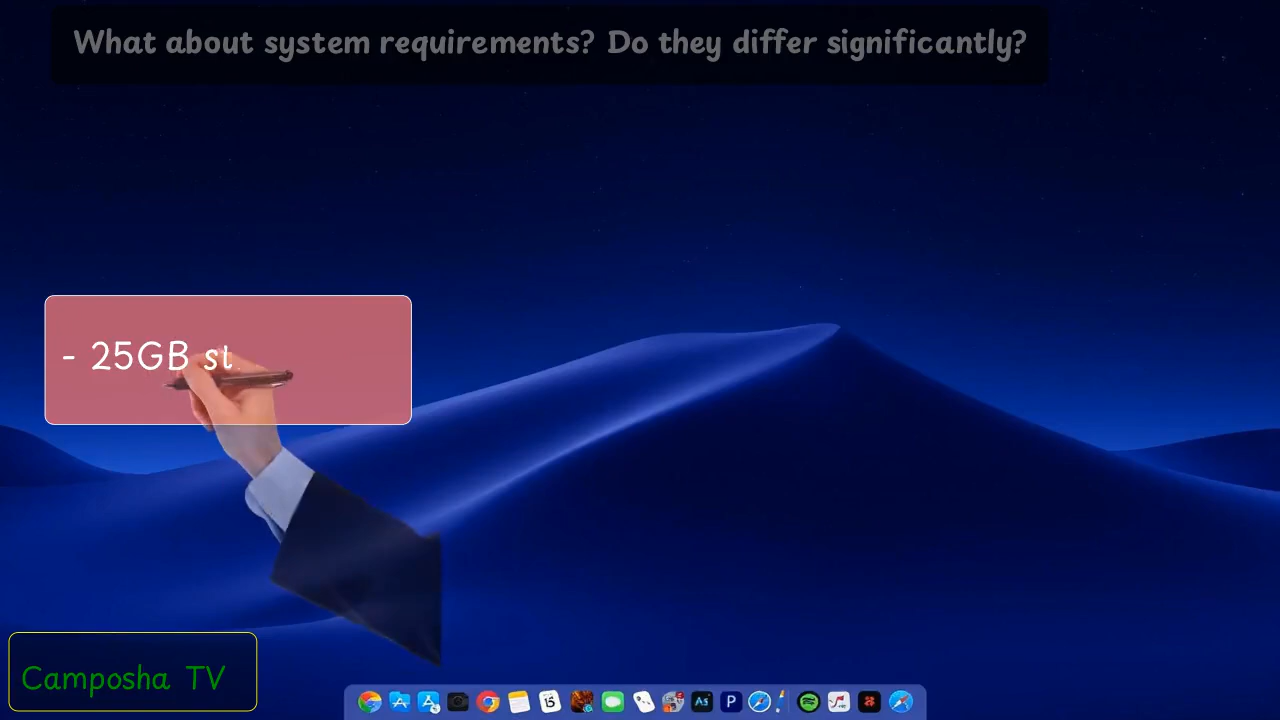 What about system requirements? Do they differ significantly?
- 25GB st
Camposha TV